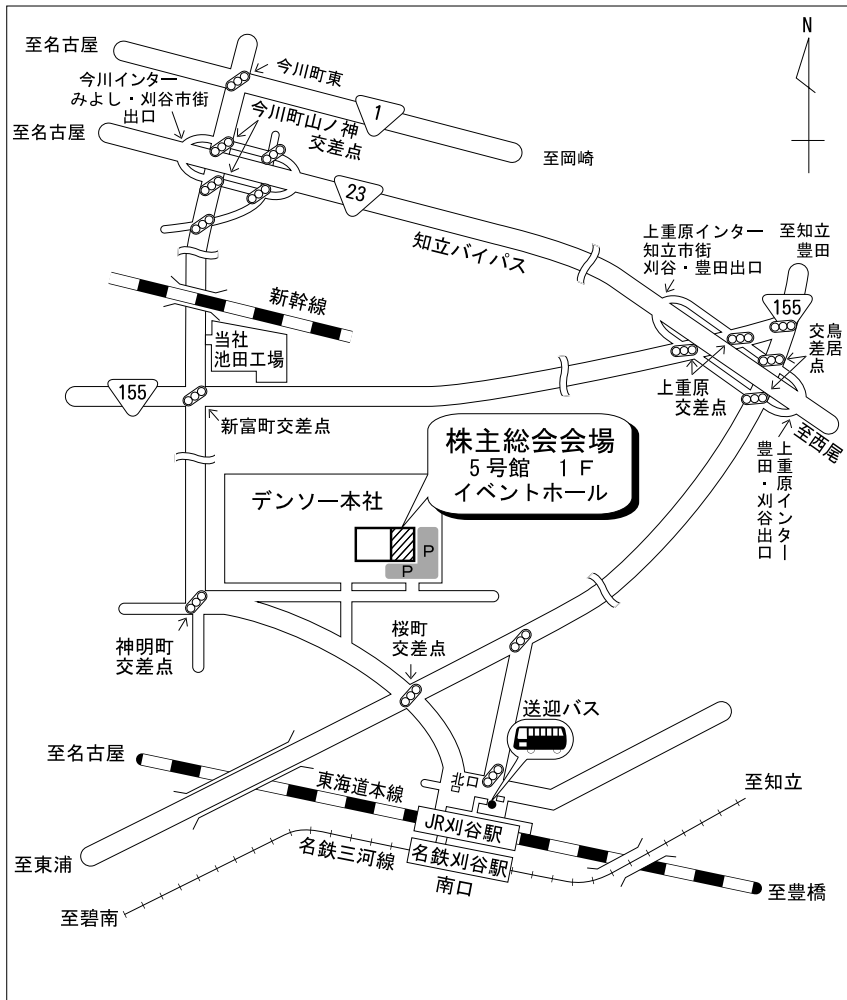 N
至名古屋
今川町東
今川インター
みよし・刈谷市街
出口
今川町山ノ神
交差点
1
至名古屋
至岡崎
23
知立バイパス
上重原インター
知立市街
刈谷・豊田出口
至知立
豊田
155
新幹線
当社
池田工場
鳥居
交差点
上重原
交差点
155
新富町交差点
至西尾
上重原インター
豊田・刈谷出口
株主総会会場
5号館 1F
イベントホール
デンソー本社
P
P
神明町
交差点
桜町
交差点
送迎バス
至名古屋
東海道本線
北口
至知立
JR刈谷駅
名鉄三河線
名鉄刈谷駅
南口
至東浦
至碧南
至豊橋